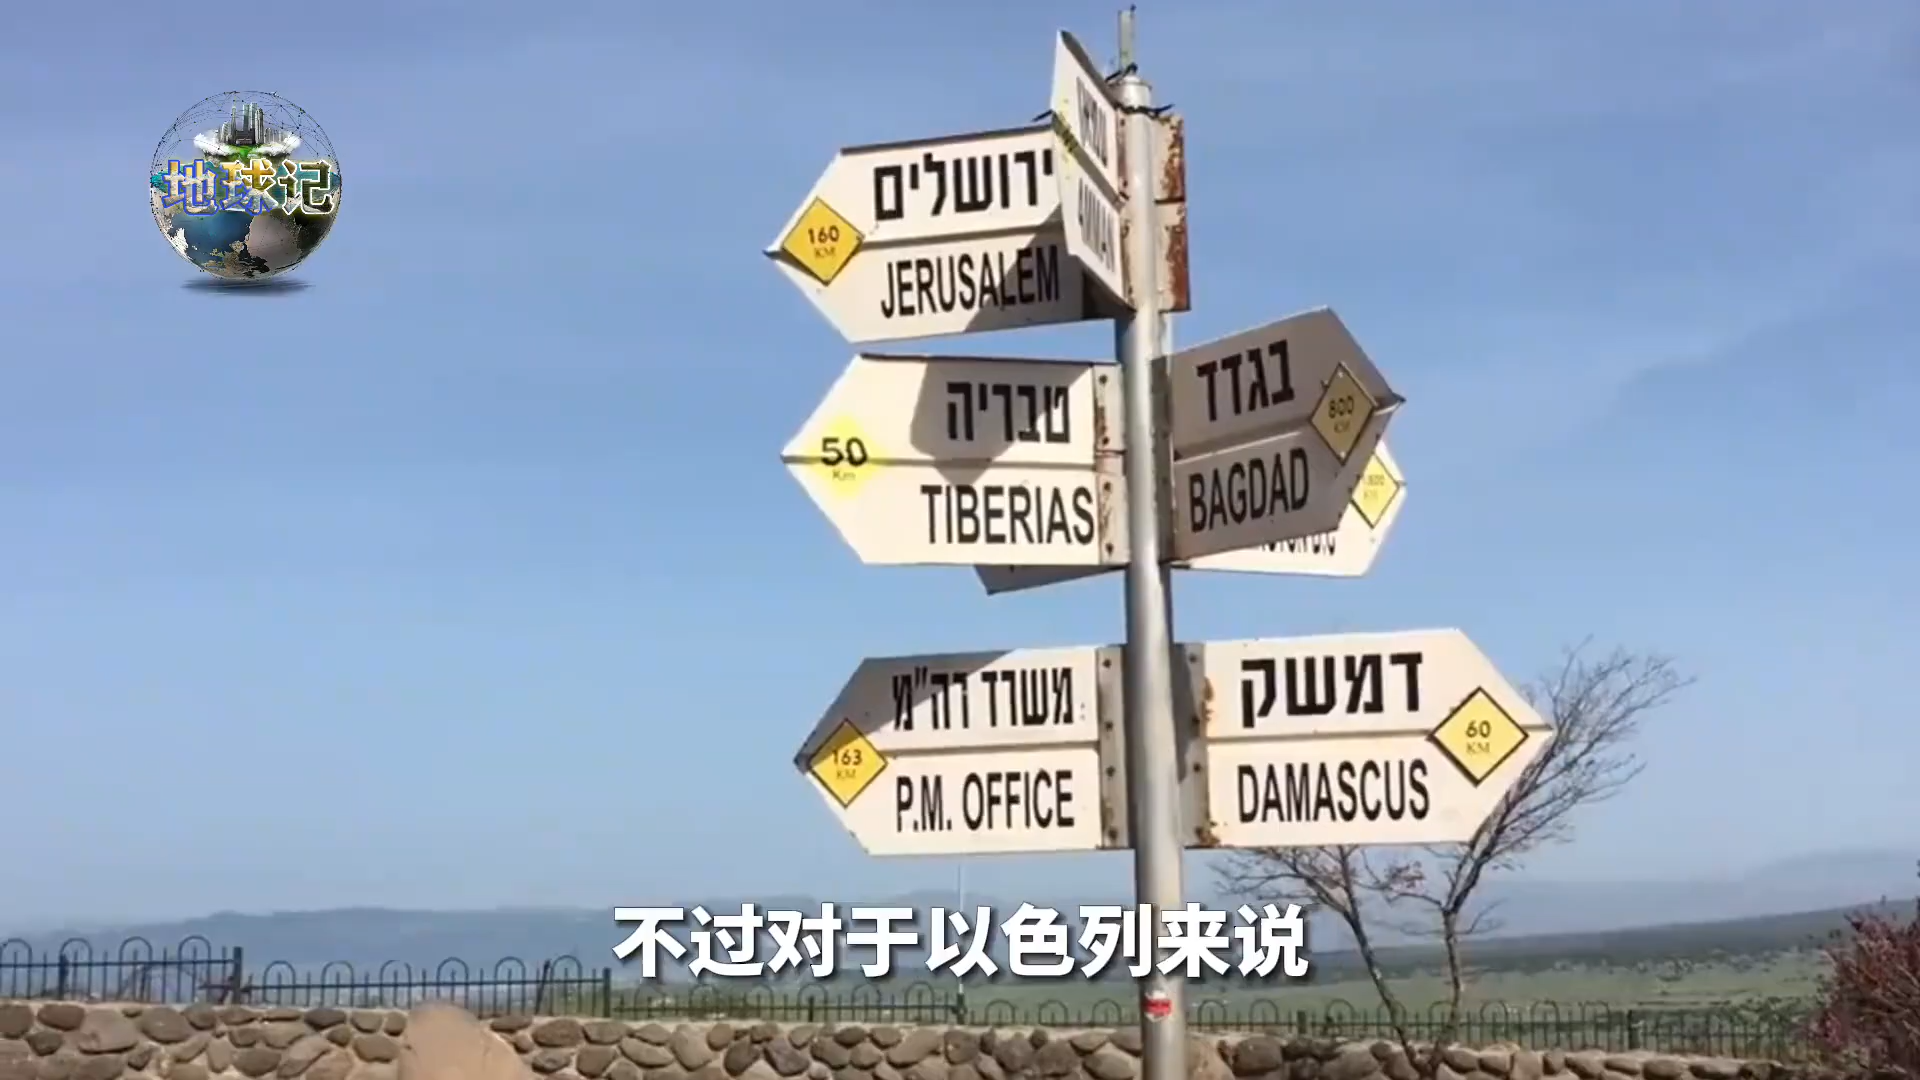 地球记
ירושלים
160
KM
JERUSALEM
AMMAN
טבריה
50
Km
TIBERIAS
בגדד
800
KM
BAGDAD
KM
משרד רה"מ
163
KM
P.M. OFFICE
דמשק
60
KM
DAMASCUS
不过对于以色列来说